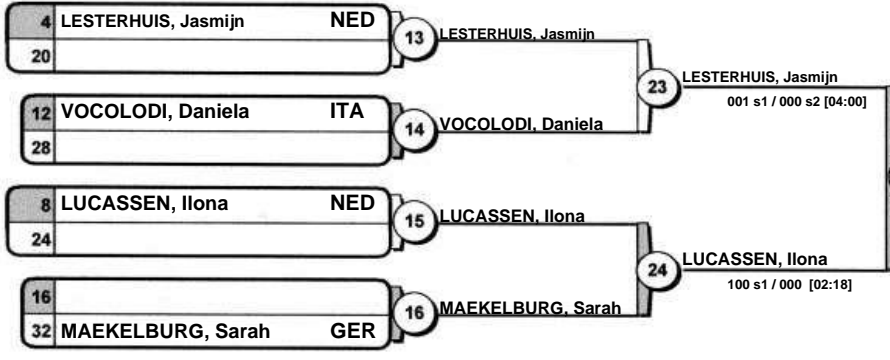 4 LESTERHUIS, Jasmijn NED
20
13
LESTERHUIS, Jasmijn
12 VOCOLODI, Daniela ITA
28
14
VOCOLODI, Daniela
23
LESTERHUIS, Jasmijn
001 s1 / 000 s2 [04:00]
8 LUCASSEN, Ilona NED
24
15
LUCASSEN, Ilona
16
32 MAEKELBURG, Sarah GER
16
MAEKELBURG, Sarah
24
LUCASSEN, Ilona
100 s1 / 000 [02:18]